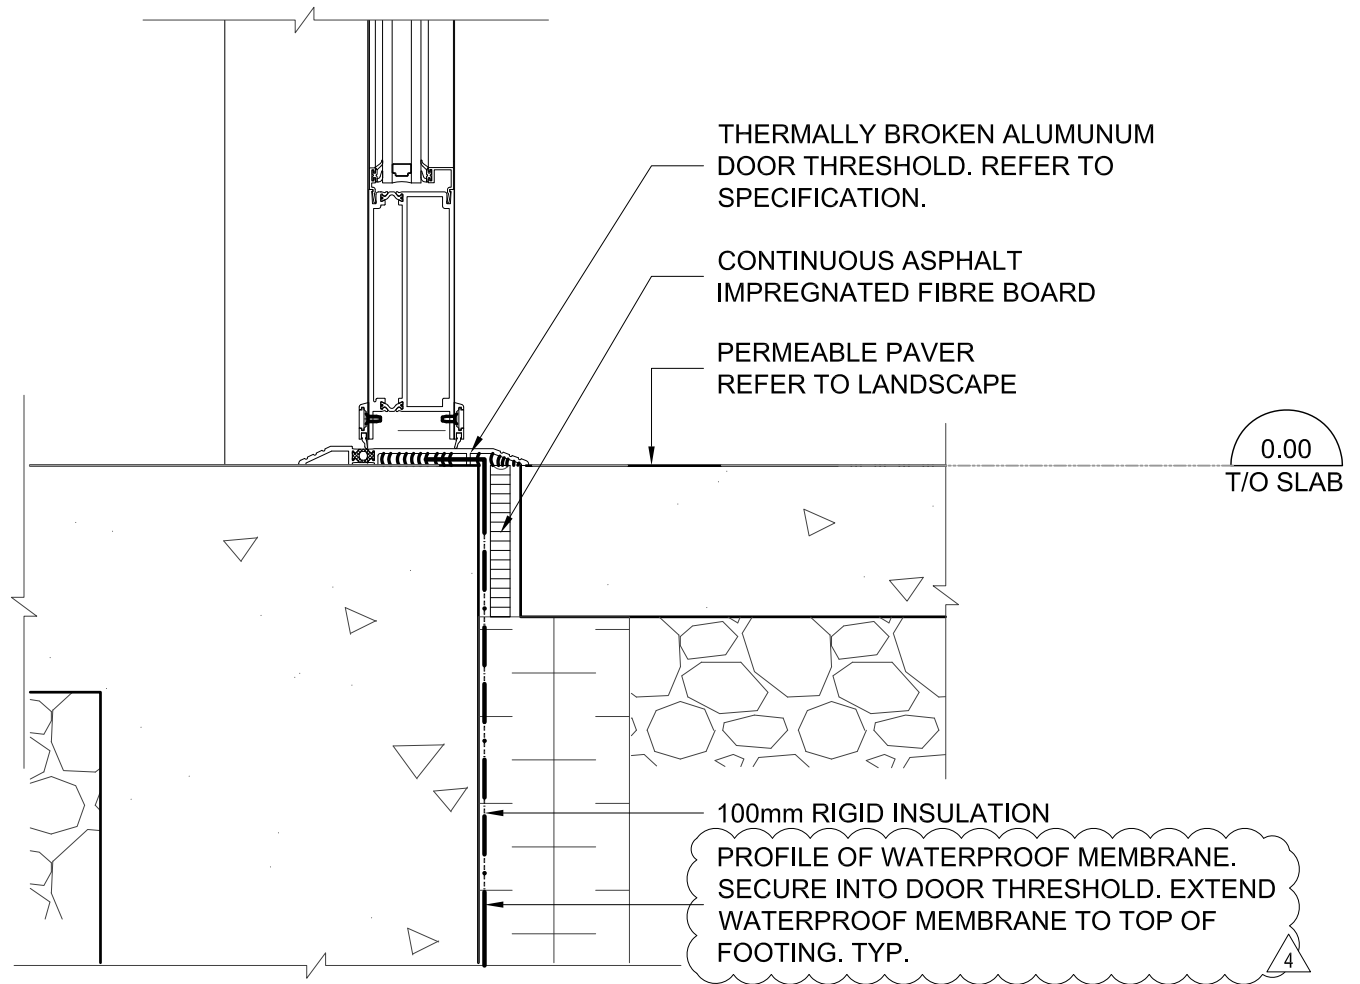 THERMALLY BROKEN ALUMUNUM
DOOR THRESHOLD. REFER TO
SPECIFICATION.
CONTINUOUS ASPHALT
IMPREGNATED FIBRE BOARD
PERMEABLE PAVER
REFER TO LANDSCAPE
0.00
T/O SLAB
100mm RIGID INSULATION
PROFILE OF WATERPROOF MEMBRANE.
SECURE INTO DOOR THRESHOLD. EXTEND
WATERPROOF MEMBRANE TO TOP OF
FOOTING. TYP.
4